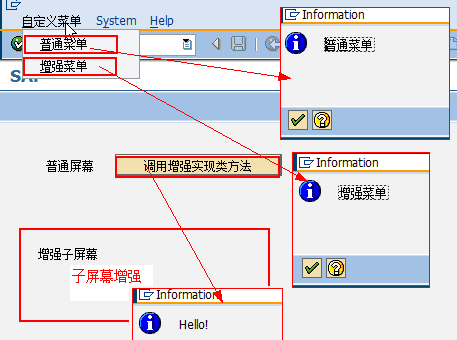 自定义菜单 System Help
普通菜单
增强菜单
SAP
普通屏幕
调用增强实现类方法
增强子屏幕
子屏幕增强
Information
普通菜单
Information
增强菜单
Information
Hello!